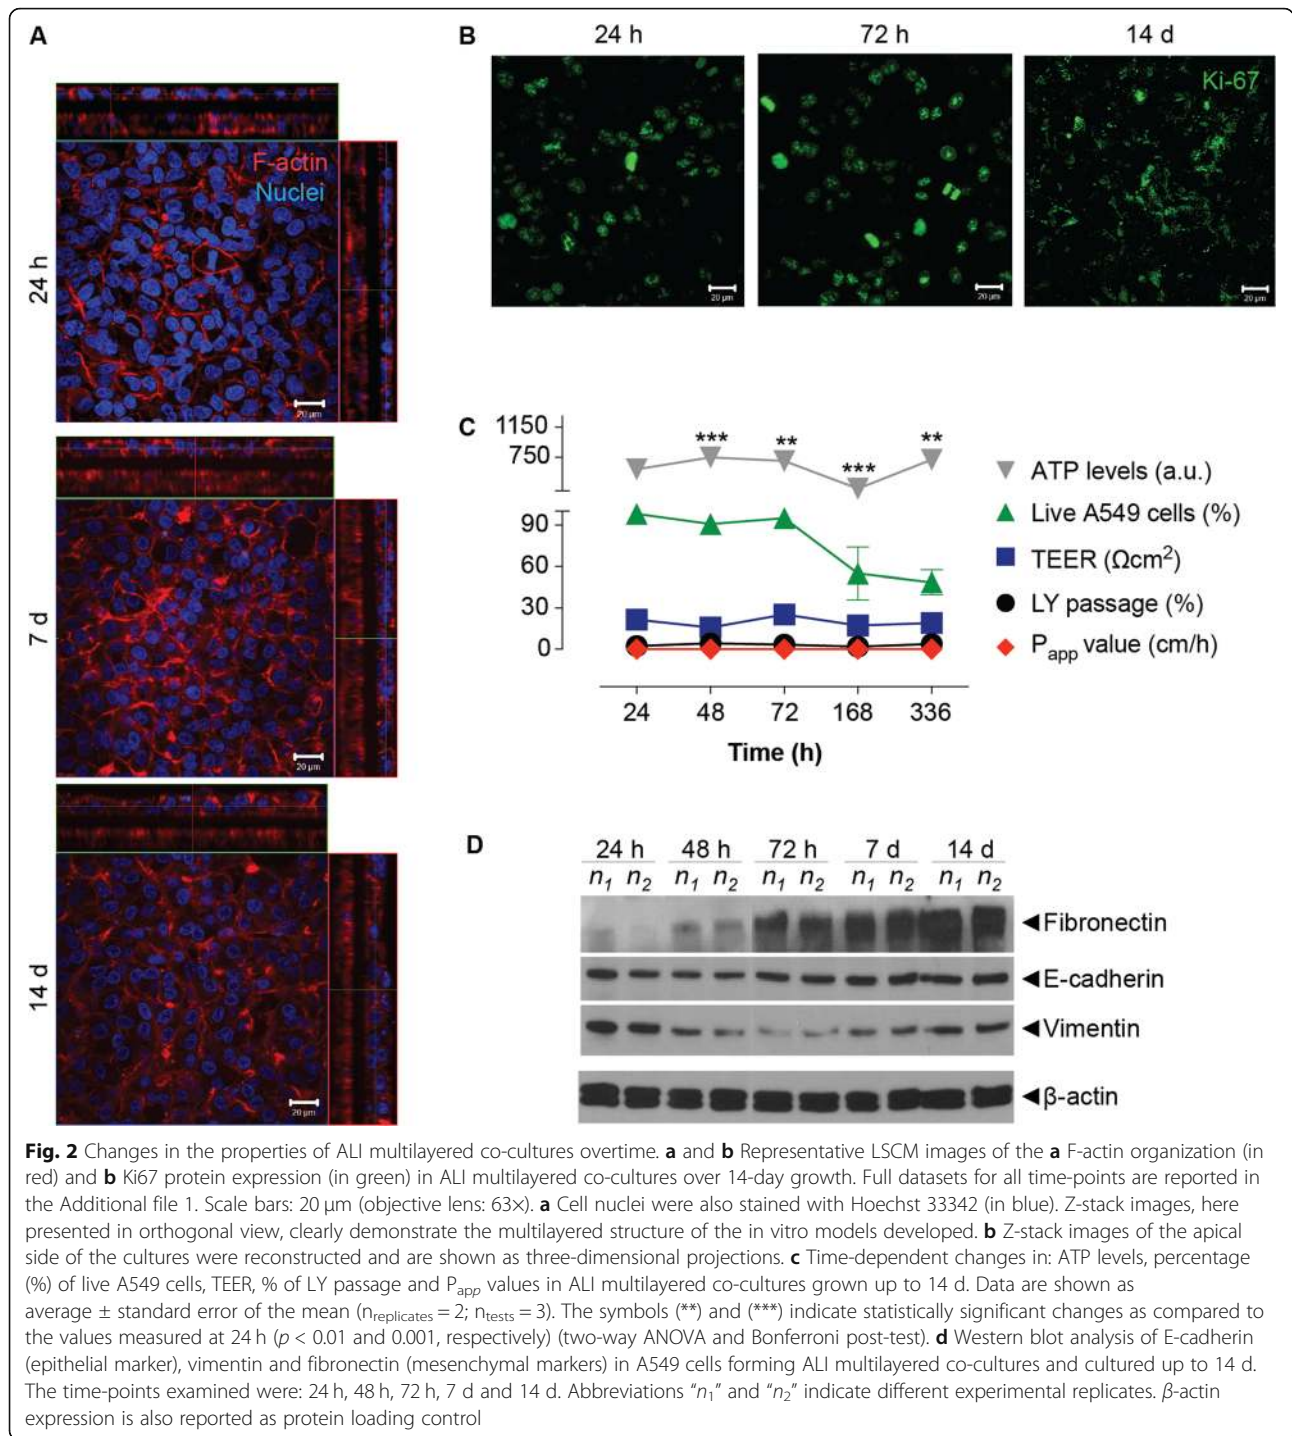 A
F-actin
Nuclei
20 µm
24 h
20 µm
7 d
20 µm
14 d
B
24 h
72 h
14 d
Ki-67
20 µm
20 µm
20 µm
C
1150
750
90
60
30
0
***
**
***
**
24 48 72 168 336
Time (h)
ATP levels (a.u.)
Live A549 cells (%)
TEER (Ωcm²)
LY passage (%)
Papp value (cm/h)
D
24 h 48 h 72 h 7 d 14 d
n1 n2 n1 n2 n1 n2 n1 n2 n1 n2
◄Fibronectin
◄E-cadherin
◄Vimentin
◄β-actin
Fig. 2 Changes in the properties of ALI multilayered co-cultures overtime. a and b Representative LSCM images of the a F-actin organization (in
red) and b Ki67 protein expression (in green) in ALI multilayered co-cultures over 14-day growth. Full datasets for all time-points are reported in
the Additional file 1. Scale bars: 20 µm (objective lens: 63×). a Cell nuclei were also stained with Hoechst 33342 (in blue). Z-stack images, here
presented in orthogonal view, clearly demonstrate the multilayered structure of the in vitro models developed. b Z-stack images of the apical
side of the cultures were reconstructed and are shown as three-dimensional projections. c Time-dependent changes in: ATP levels, percentage
(%) of live A549 cells, TEER, % of LY passage and Papp values in ALI multilayered co-cultures grown up to 14 d. Data are shown as
average ± standard error of the mean (nreplicates = 2; ntests = 3). The symbols (**) and (***) indicate statistically significant changes as compared to
the values measured at 24 h (p < 0.01 and 0.001, respectively) (two-way ANOVA and Bonferroni post-test). d Western blot analysis of E-cadherin
(epithelial marker), vimentin and fibronectin (mesenchymal markers) in A549 cells forming ALI multilayered co-cultures and cultured up to 14 d.
The time-points examined were: 24 h, 48 h, 72 h, 7 d and 14 d. Abbreviations “n1” and “n2” indicate different experimental replicates. β-actin
expression is also reported as protein loading control